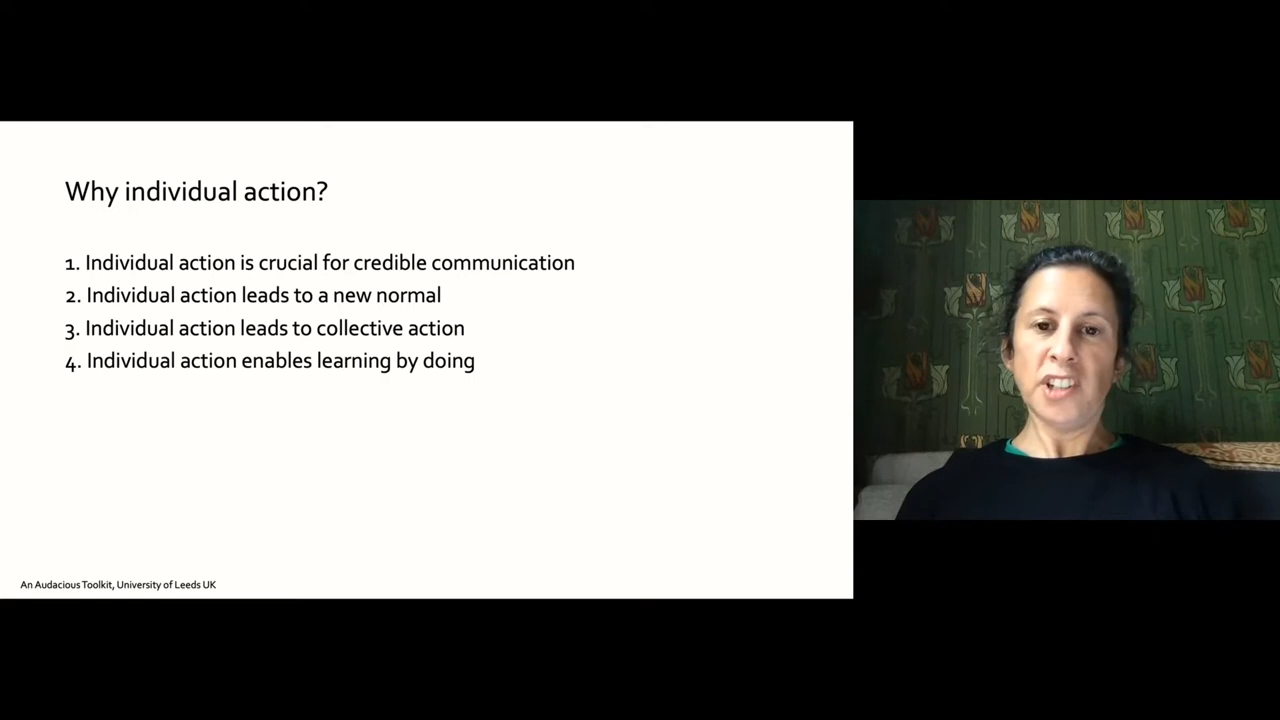 Why individual action?
1. Individual action is crucial for credible communication
2. Individual action leads to a new normal
3. Individual action leads to collective action
4. Individual action enables learning by doing
An Audacious Toolkit, University of Leeds UK